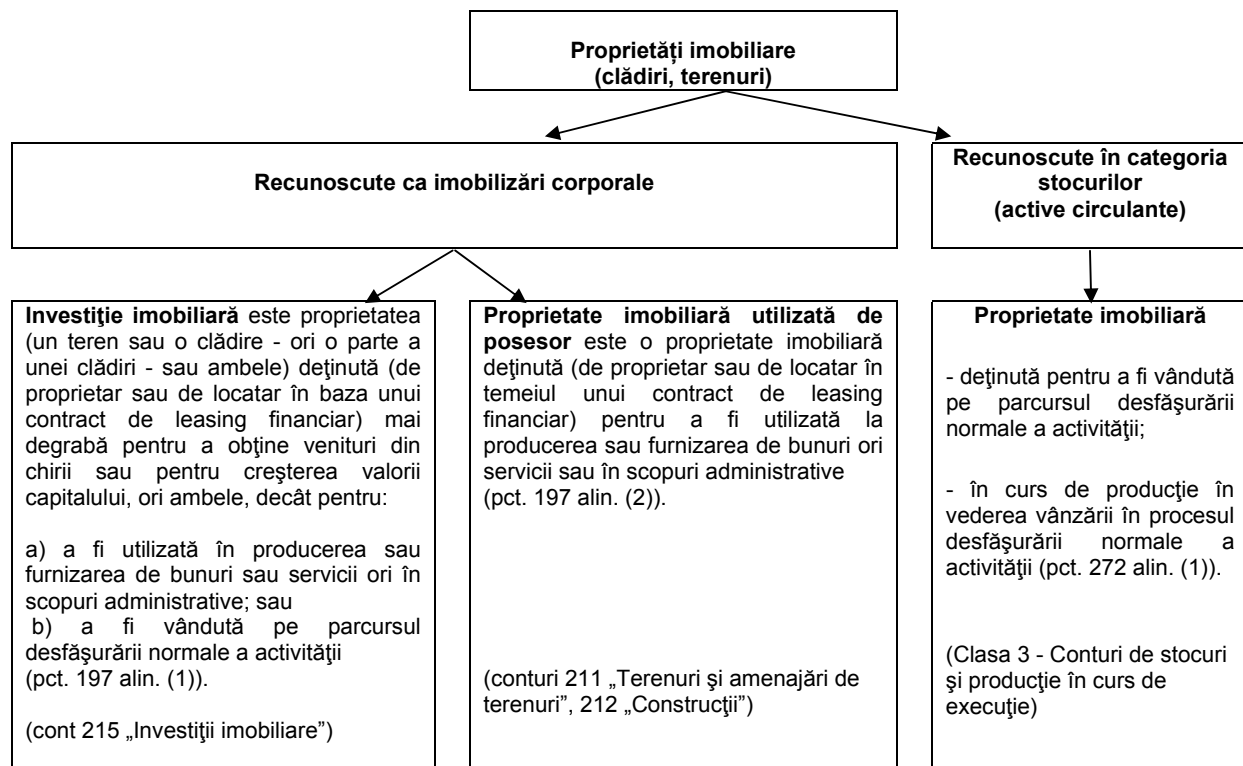 Proprietăți imobiliare
(clădiri, terenuri)
Recunoscute ca imobilizări corporale
Recunoscute în categoria
stocurilor
(active circulante)
Investiţie imobiliară este proprietatea
(un teren sau o clădire - ori o parte a
unei clădiri - sau ambele) deţinută (de
proprietar sau de locatar în baza unui
contract de leasing financiar) mai
degrabă pentru a obţine venituri din
chirii sau pentru creşterea valorii
capitalului, ori ambele, decât pentru:
a) a fi utilizată în producerea sau
furnizarea de bunuri sau servicii ori în
scopuri administrative; sau
b) a fi vândută pe parcursul
desfăşurării normale a activităţii
(pct. 197 alin. (1)).
(cont 215 „Investiţii imobiliare”)
Proprietate imobiliară utilizată de
posesor este o proprietate imobiliară
deţinută (de proprietar sau de locatar în
temeiul unui contract de leasing
financiar) pentru a fi utilizată la
producerea sau furnizarea de bunuri ori
servicii sau în scopuri administrative
(pct. 197 alin. (2)).
(conturi 211 „Terenuri şi amenajări de
terenuri”, 212 „Construcţii”)
Proprietate imobiliară
- deţinută pentru a fi vândută
pe parcursul desfăşurării
normale a activităţii;
- în curs de producţie în
vederea vânzării în procesul
desfăşurării normale a
activităţii (pct. 272 alin. (1)).
(Clasa 3 - Conturi de stocuri
şi producţie în curs de
execuţie)